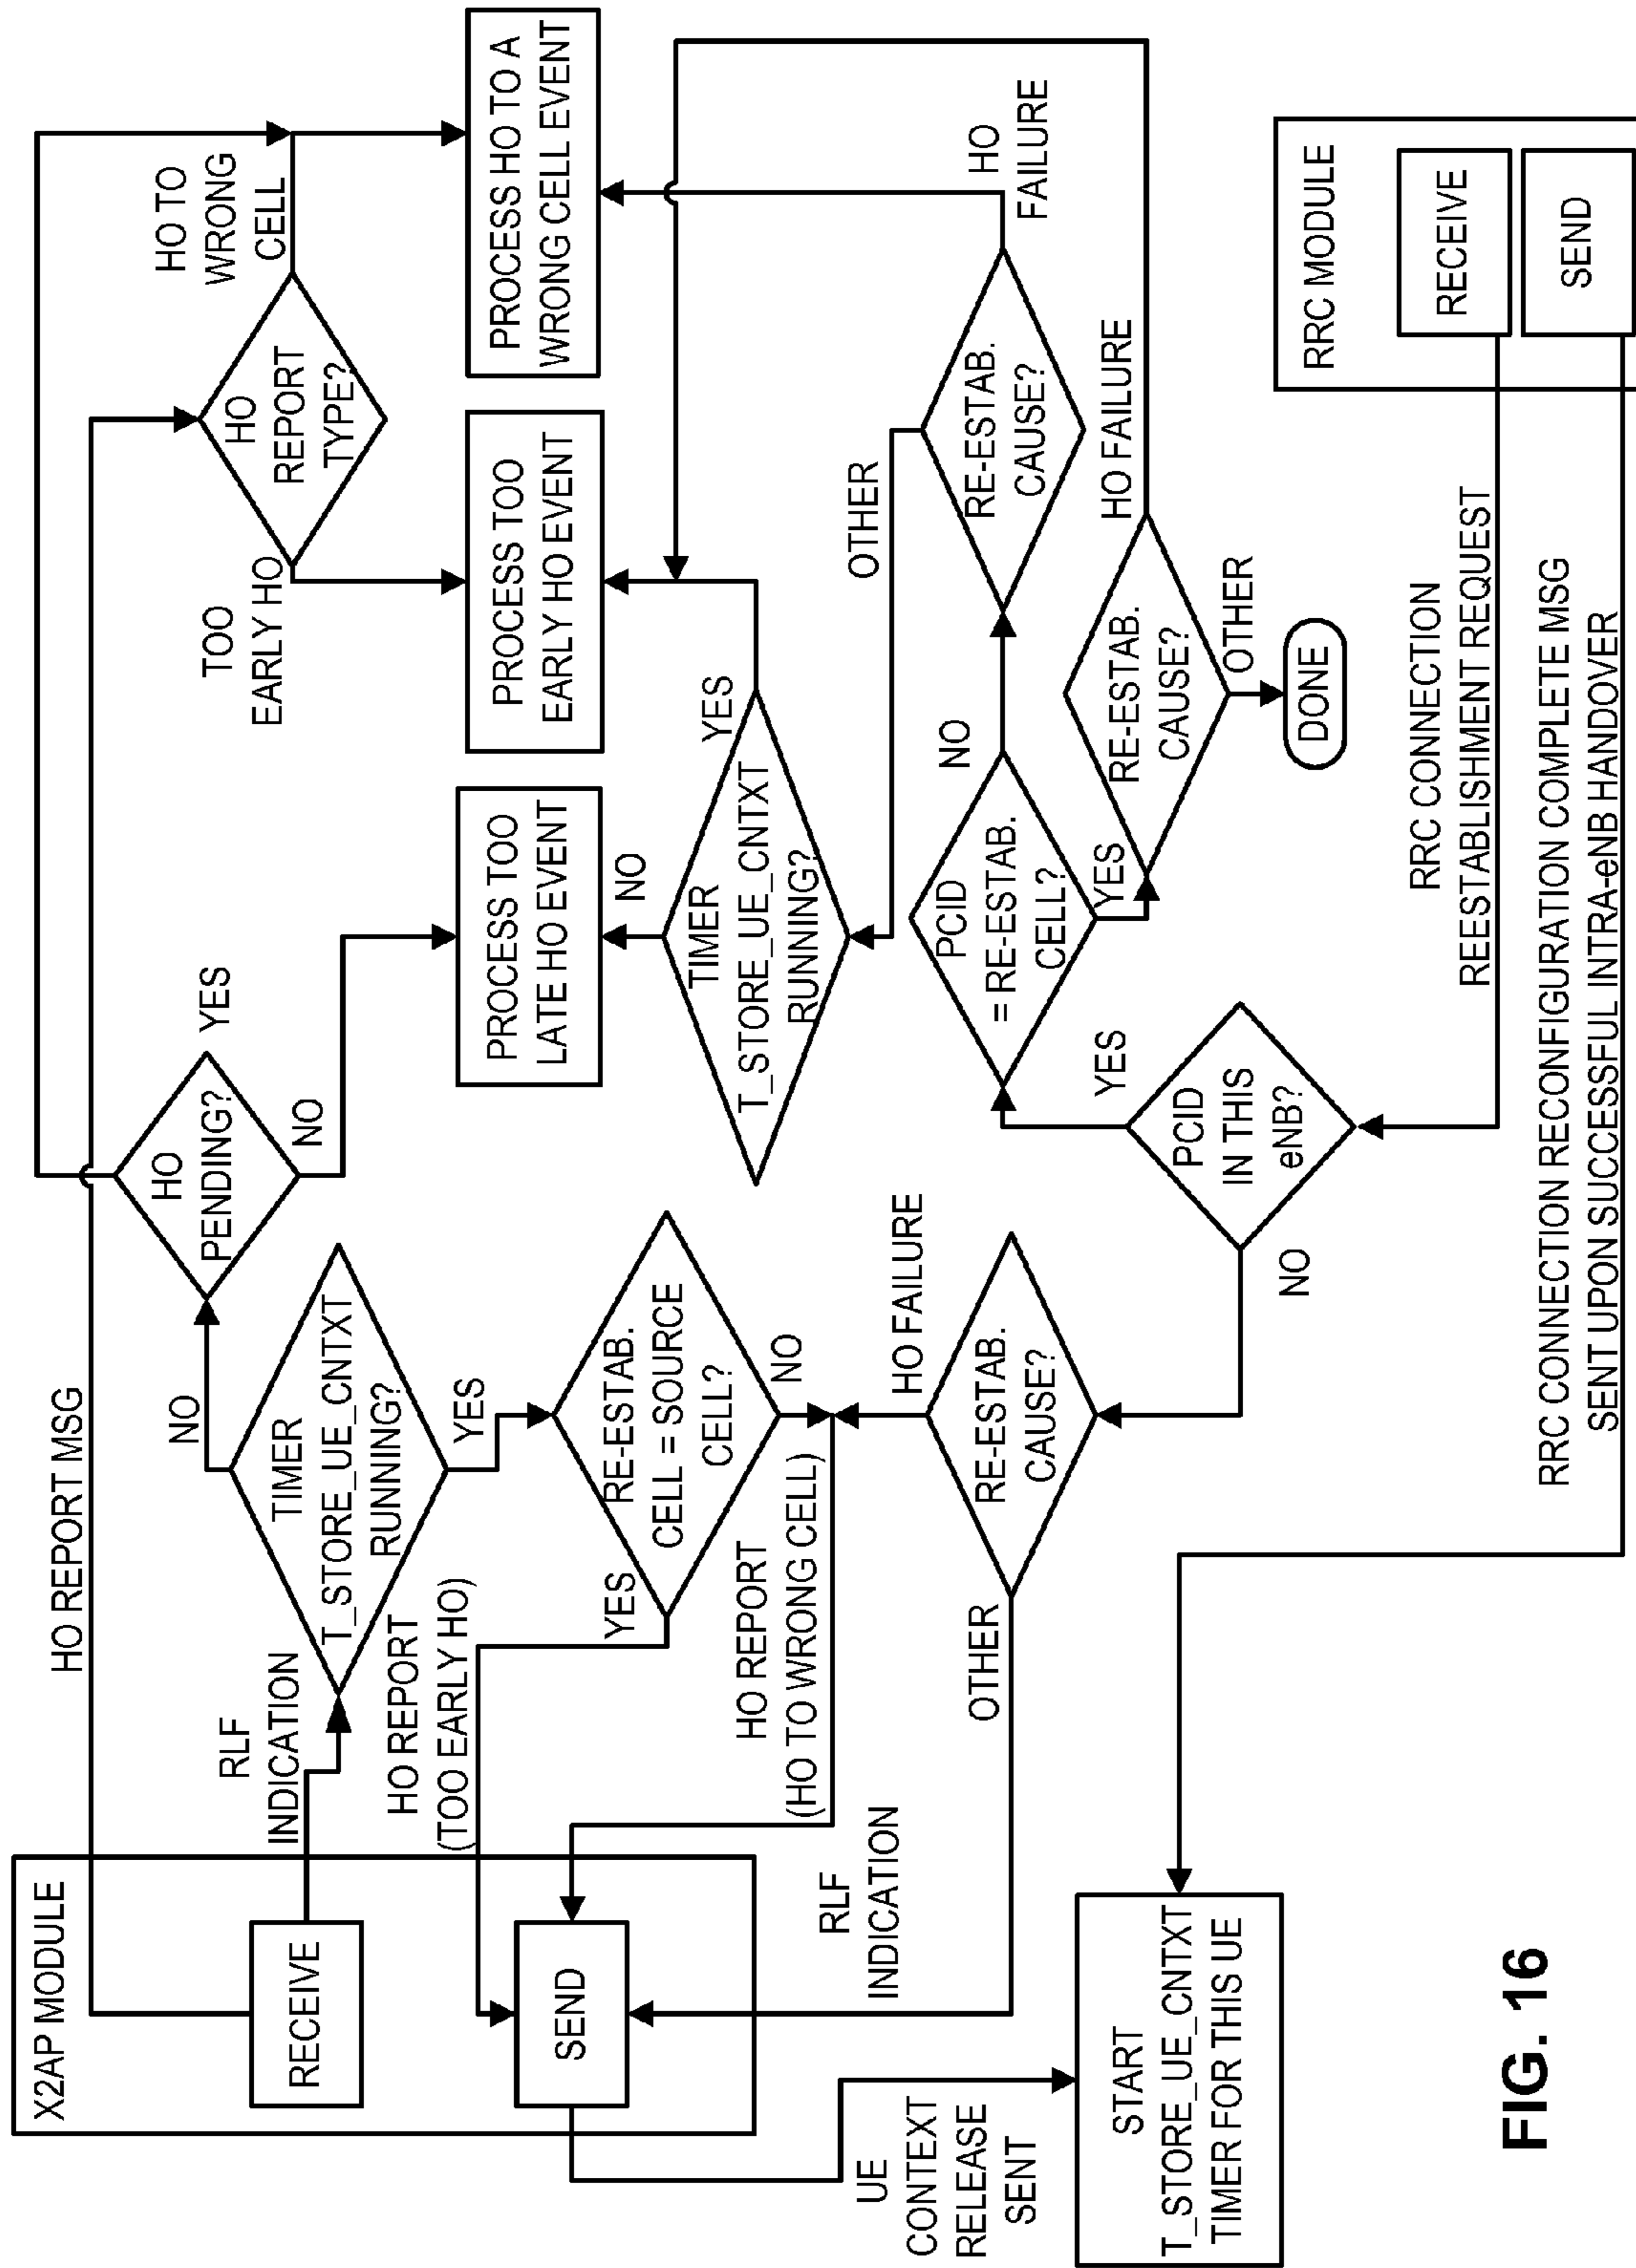 X2AP MODULE
RECEIVE
SEND
HO REPORT MSG
RLF
INDICATION
TIMER
T_STORE_UE_CNTXT
RUNNING?
NO
YES
HO
PENDING?
YES
NO
HO REPORT
(TOO EARLY HO)
YES
RE-ESTAB.
CELL = SOURCE
CELL?
NO
HO REPORT
(HO TO WRONG CELL)
RLF
INDICATION
OTHER
RE-ESTAB.
CAUSE?
HO FAILURE
UE
CONTEXT
RELEASE
SENT
START
T_STORE_UE_CNTXT
TIMER FOR THIS UE
TOO
EARLY HO
HO
REPORT
TYPE?
HO TO
WRONG
CELL
PROCESS TOO
LATE HO EVENT
PROCESS TOO
EARLY HO EVENT
PROCESS HO TO A
WRONG CELL EVENT
NO
TIMER
T_STORE_UE_CNTXT
RUNNING?
YES
OTHER
PCID
= RE-ESTAB.
CELL?
NO
YES
RE-ESTAB.
CAUSE?
HO
FAILURE
RE-ESTAB.
CAUSE?
HO FAILURE
OTHER
DONE
NO
PCID
IN THIS
eNB?
YES
RRC CONNECTION
REESTABLISHMENT REQUEST
RRC CONNECTION RECONFIGURATION COMPLETE MSG
SENT UPON SUCCESSFUL INTRA-eNB HANDOVER
RRC MODULE
RECEIVE
SEND
FIG. 16